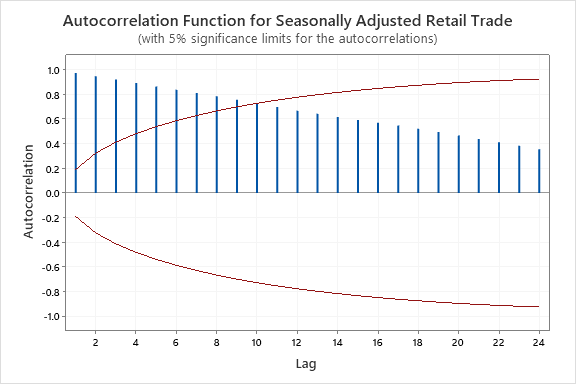 Autocorrelation Function for Seasonally Adjusted Retail Trade
(with 5% significance limits for the autocorrelations)
1.0
0.8
0.6
0.4
0.2
0.0
-0.2
-0.4
-0.6
-0.8
-1.0
Autocorrelation
2 4 6 8 10 12 14 16 18 20 22 24
Lag